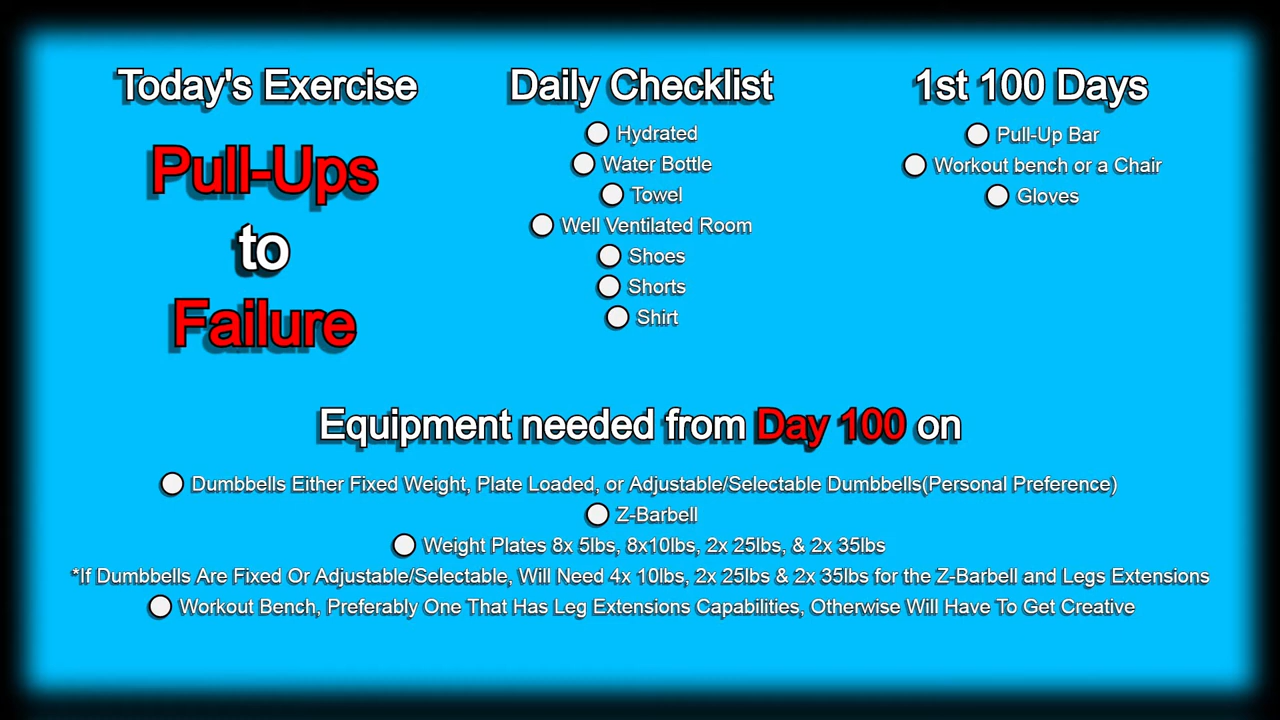 Today's Exercise
Pull-Ups
to
Failure
Daily Checklist
Hydrated
Water Bottle
Towel
Well Ventilated Room
Shoes
Shorts
Shirt
1st 100 Days
Pull-Up Bar
Workout bench or a Chair
Gloves
Equipment needed from Day 100 on
Dumbbells Either Fixed Weight, Plate Loaded, or Adjustable/Selectable Dumbbells(Personal Preference)
Z-Barbell
Weight Plates 8x 5lbs, 8x10lbs, 2x 25lbs, & 2x 35lbs
*If Dumbbells Are Fixed Or Adjustable/Selectable, Will Need 4x 10lbs, 2x 25lbs & 2x 35lbs for the Z-Barbell and Legs Extensions
Workout Bench, Preferably One That Has Leg Extensions Capabilities, Otherwise Will Have To Get Creative